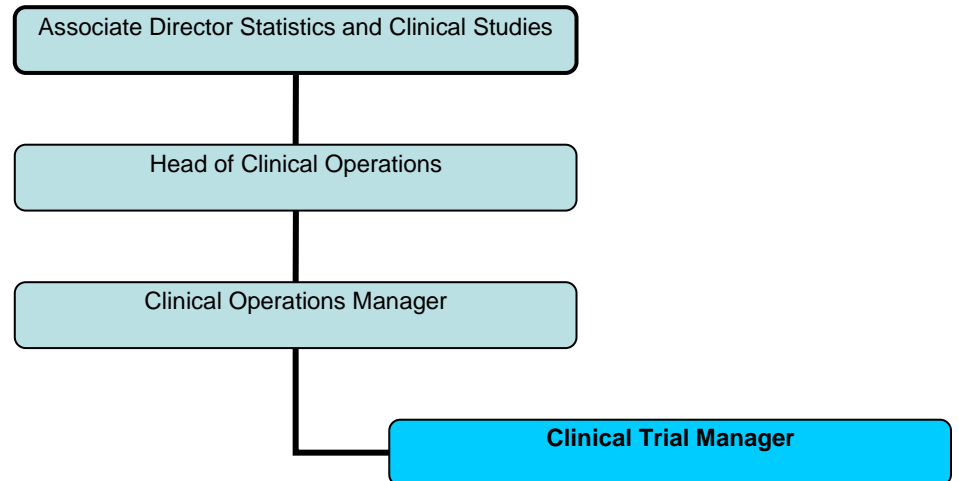 Associate Director Statistics and Clinical Studies
Head of Clinical Operations
Clinical Operations Manager
Clinical Trial Manager